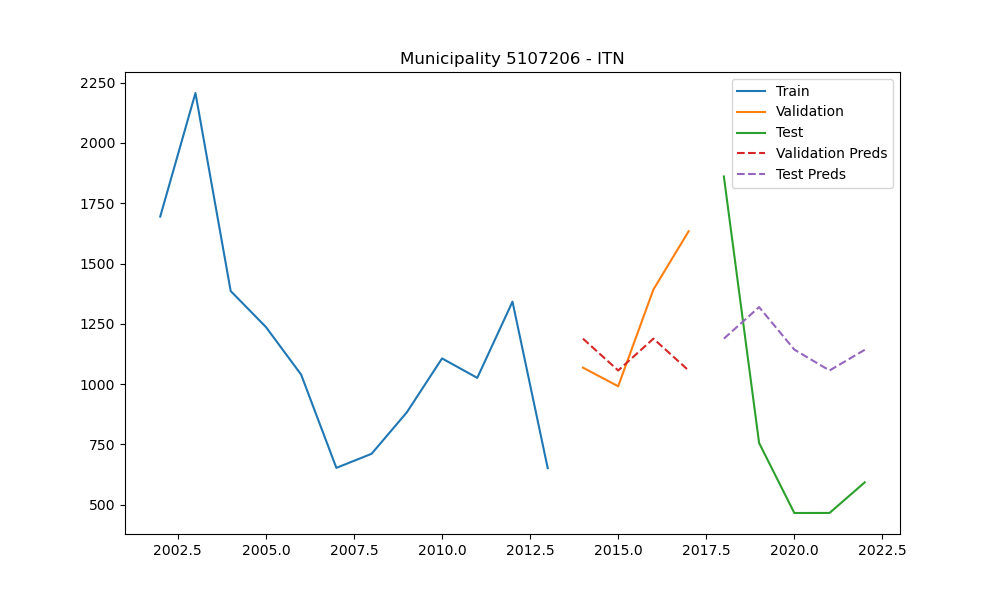 Municipality 5107206 - ITN
2250
2000
1750
1500
1250
1000
750
500
Train
Validation
Test
Validation Preds
Test Preds
2002.5 2005.0 2007.5 2010.0 2012.5 2015.0 2017.5 2020.0 2022.5